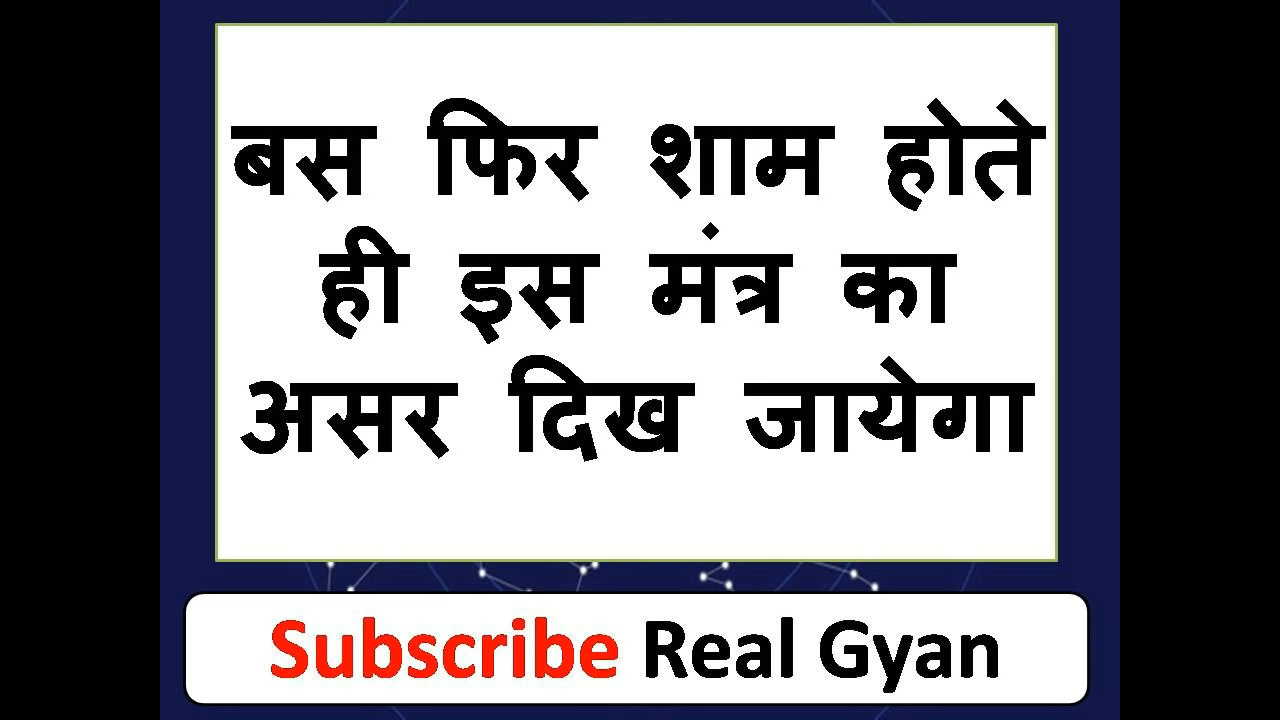 बस फिर शाम होते
ही इस मंत्र का
असर दिख जायेगा
Subscribe Real Gyan